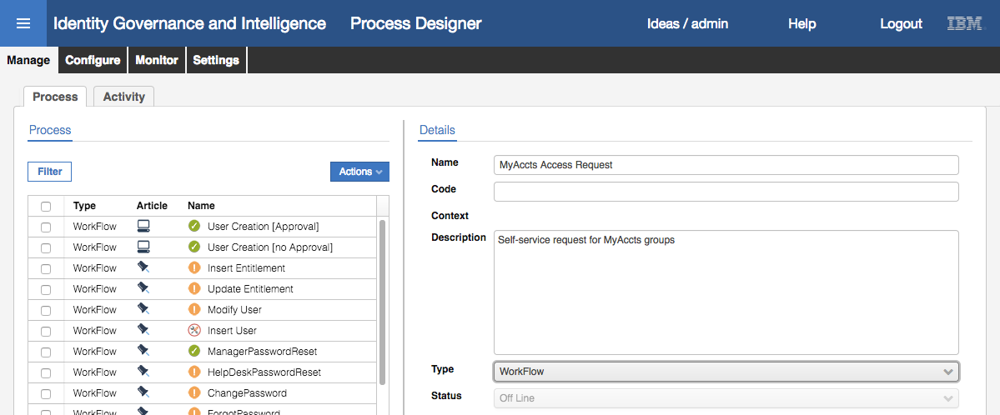 Identity Governance and Intelligence Process Designer Ideas / admin Help Logout IBM
Manage Configure Monitor Settings
Process Activity
Process
Filter Actions
Type Article Name
WorkFlow User Creation [Approval]
WorkFlow User Creation [no Approval]
WorkFlow Insert Entitlement
WorkFlow Update Entitlement
WorkFlow Modify User
WorkFlow Insert User
WorkFlow ManagerPasswordReset
WorkFlow HelpDeskPasswordReset
WorkFlow ChangePassword
WorkFlow ForgotPassword
Details
Name MyAccts Access Request
Code
Context
Description Self-service request for MyAccts groups
Type WorkFlow
Status Off Line